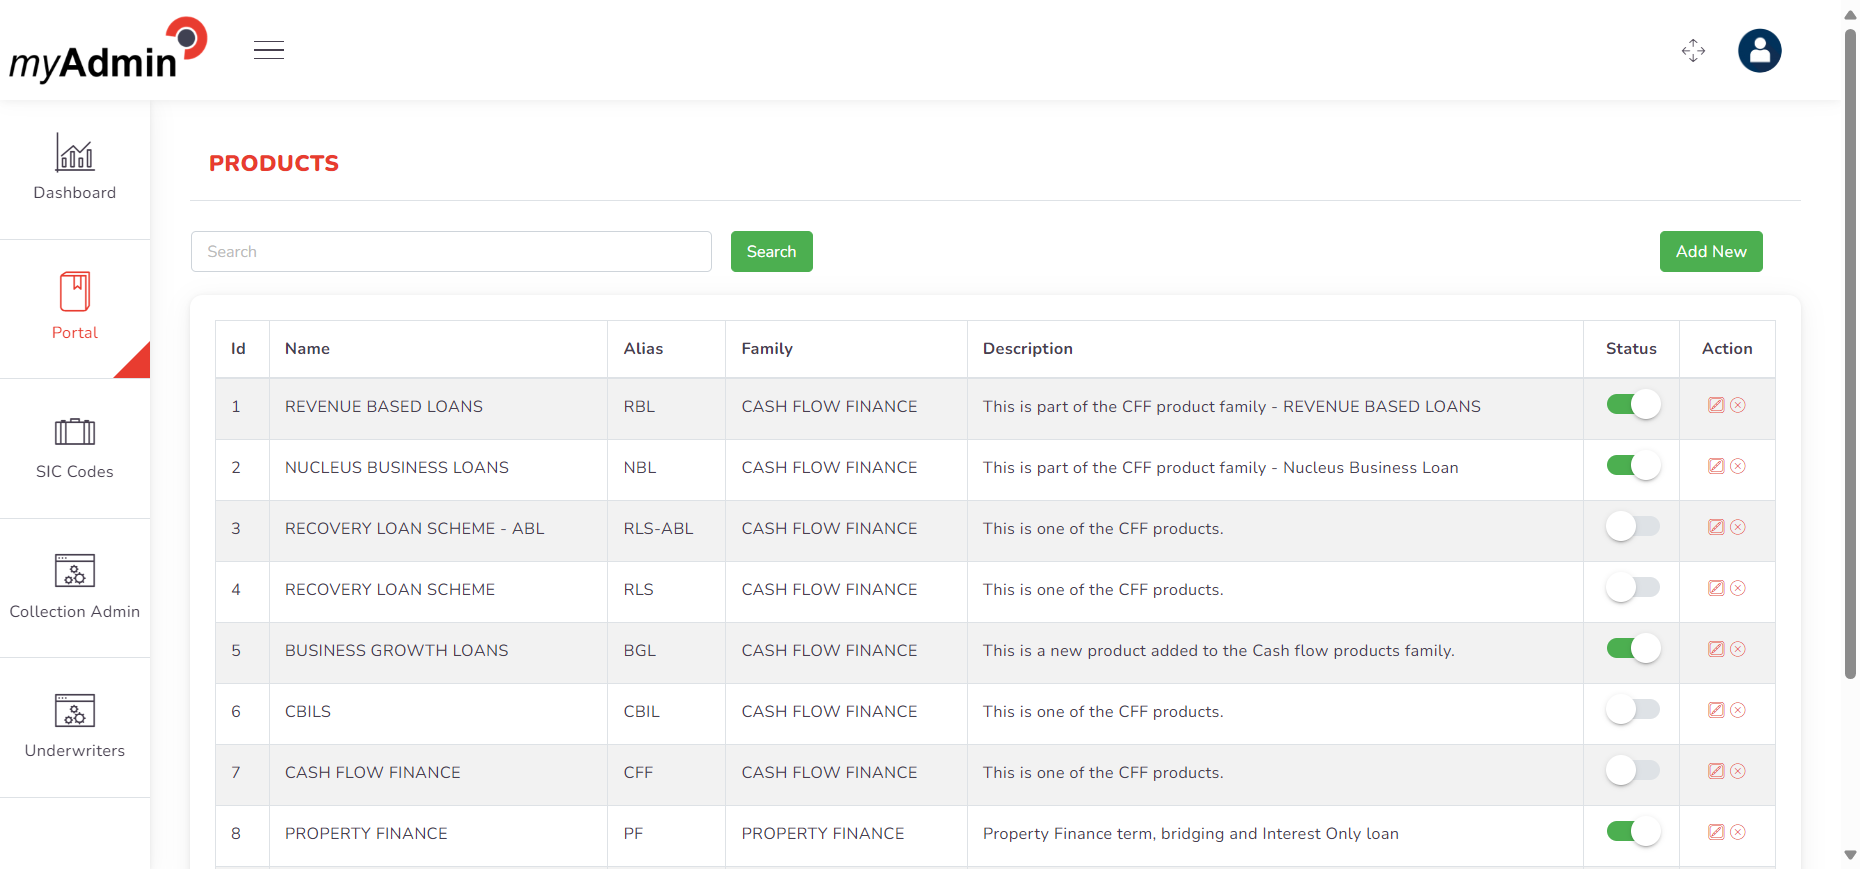 myAdmin
Dashboard
Portal
SIC Codes
Collection Admin
Underwriters
PRODUCTS
Search Search Add New
Id Name Alias Family Description Status Action
1 REVENUE BASED LOANS RBL CASH FLOW FINANCE This is part of the CFF product family - REVENUE BASED LOANS
2 NUCLEUS BUSINESS LOANS NBL CASH FLOW FINANCE This is part of the CFF product family - Nucleus Business Loan
3 RECOVERY LOAN SCHEME - ABL RLS-ABL CASH FLOW FINANCE This is one of the CFF products.
4 RECOVERY LOAN SCHEME RLS CASH FLOW FINANCE This is one of the CFF products.
5 BUSINESS GROWTH LOANS BGL CASH FLOW FINANCE This is a new product added to the Cash flow products family.
6 CBILS CBIL CASH FLOW FINANCE This is one of the CFF products.
7 CASH FLOW FINANCE CFF CASH FLOW FINANCE This is one of the CFF products.
8 PROPERTY FINANCE PF PROPERTY FINANCE Property Finance term, bridging and Interest Only loan